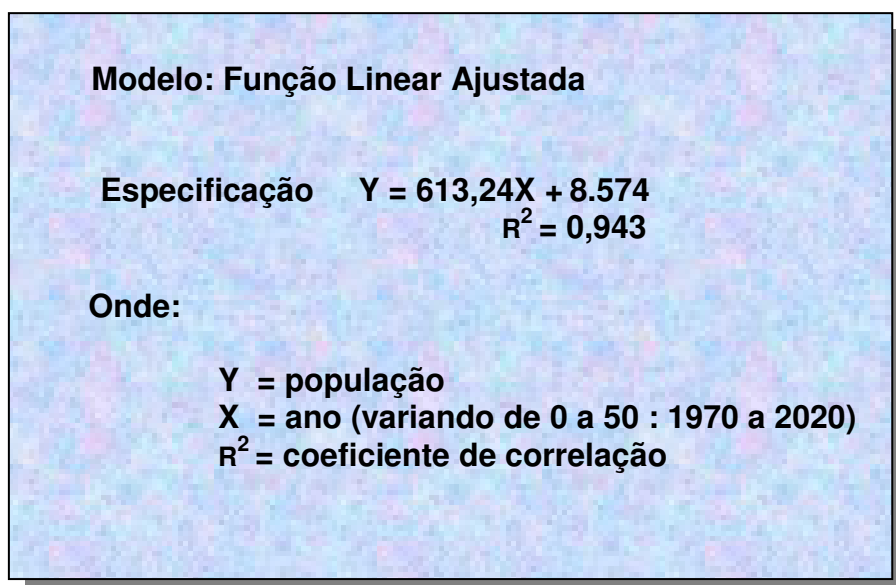 Modelo: Função Linear Ajustada
Especificação Y = 613,24X + 8.574
R² = 0,943
Onde:
Y = população
X = ano (variando de 0 a 50 : 1970 a 2020)
R² = coeficiente de correlação